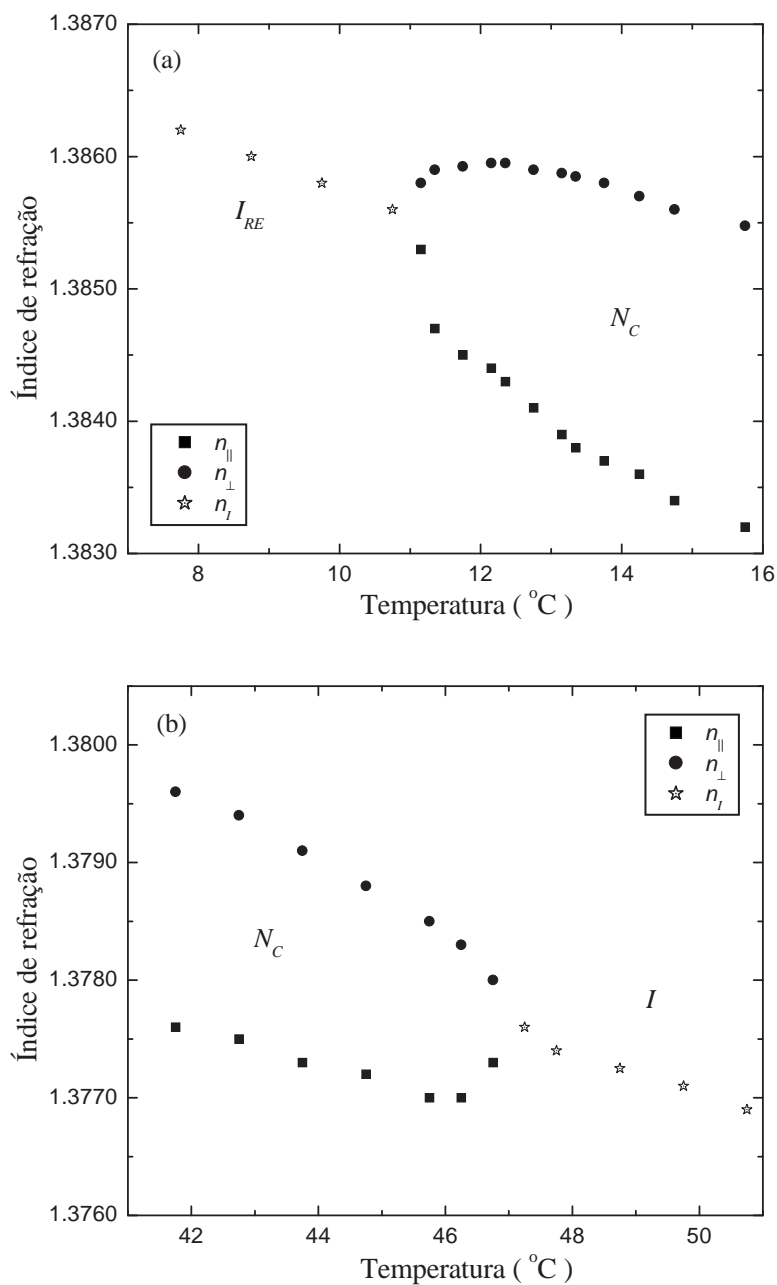 1.3870
(a)
1.3860
I_RE
1.3850
N_C
1.3840
n_||
n_⊥
n_I
1.3830
8
10
12
14
16
Índice de refração
Temperatura ( °C )
(b)
1.3800
n_||
n_⊥
n_I
1.3790
N_C
1.3780
I
1.3770
1.3760
42
44
46
48
50
Índice de refração
Temperatura ( °C )